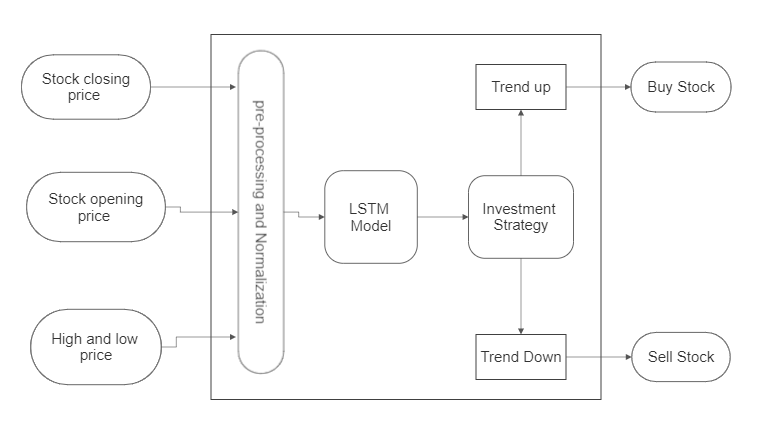 Stock closing
price
Stock opening
price
High and low
price
pre-processing and Normalization
LSTM
Model
Investment
Strategy
Trend up
Trend Down
Buy Stock
Sell Stock